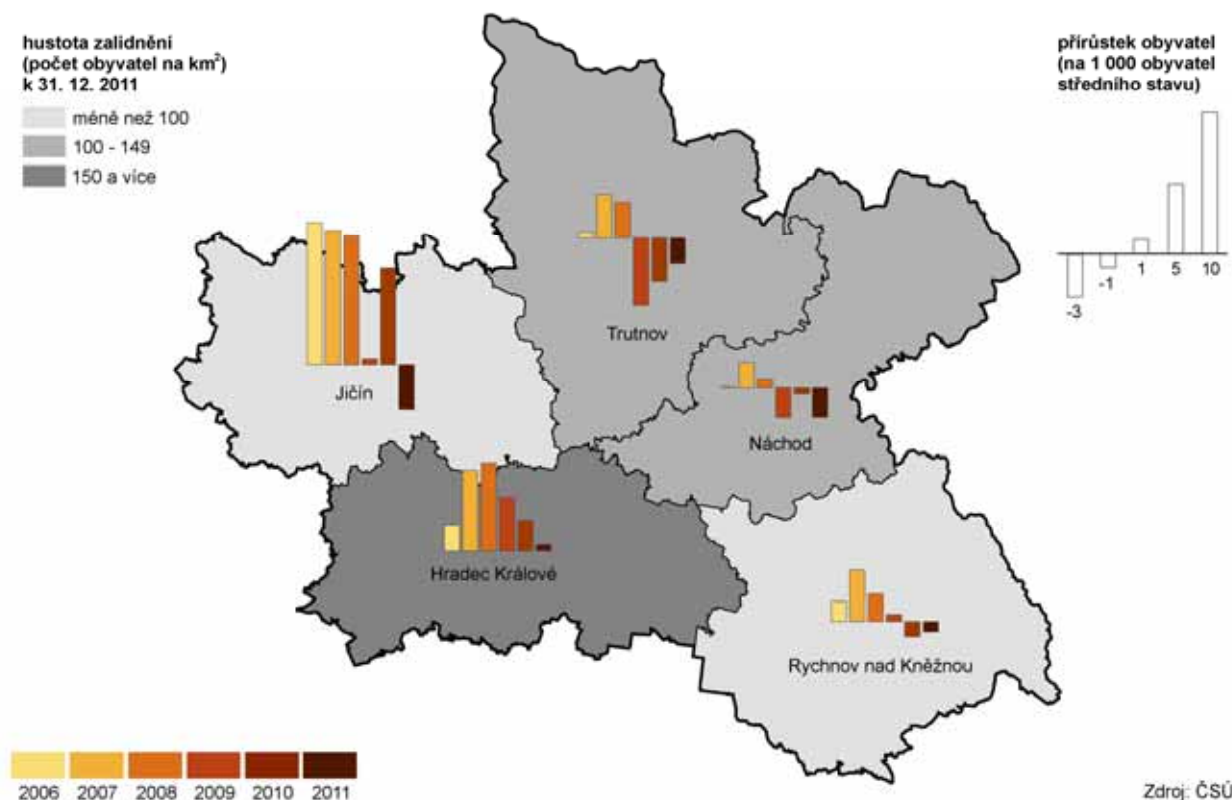 hustota zalidnění
(počet obyvatel na km²)
k 31. 12. 2011
méně než 100
100 - 149
150 a více
přírůstek obyvatel
(na 1 000 obyvatel
středního stavu)
-3
-1
1
5
10
Trutnov
Jičín
Náchod
Hradec Králové
Rychnov nad Kněžnou
2006 2007 2008 2009 2010 2011
Zdroj: ČSÚ